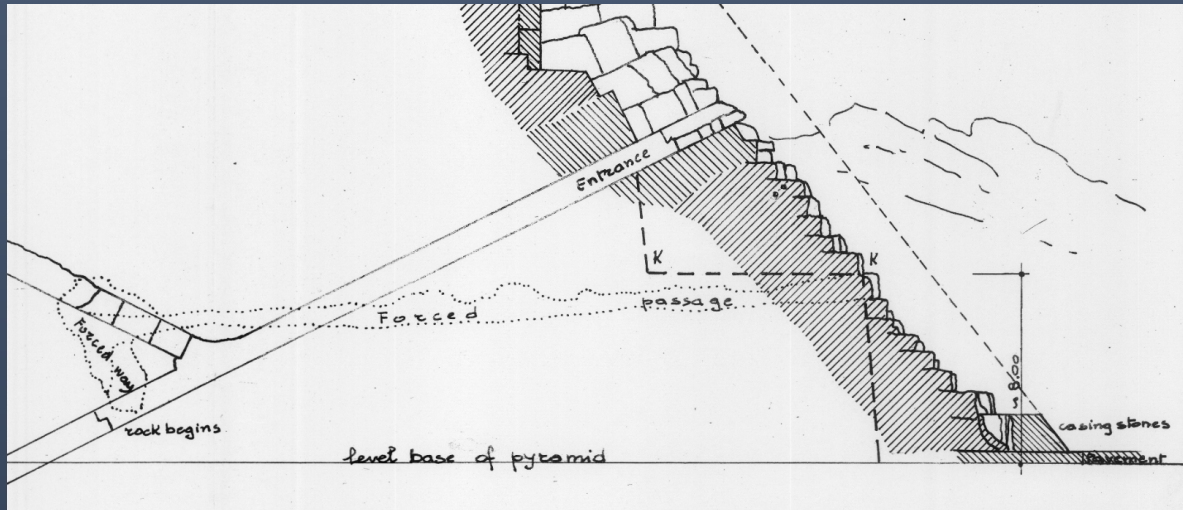 Entrance
K
K
passage
Forced
Forced way
8.00
casing stones
rock begins
level base of pyramid
Pavement